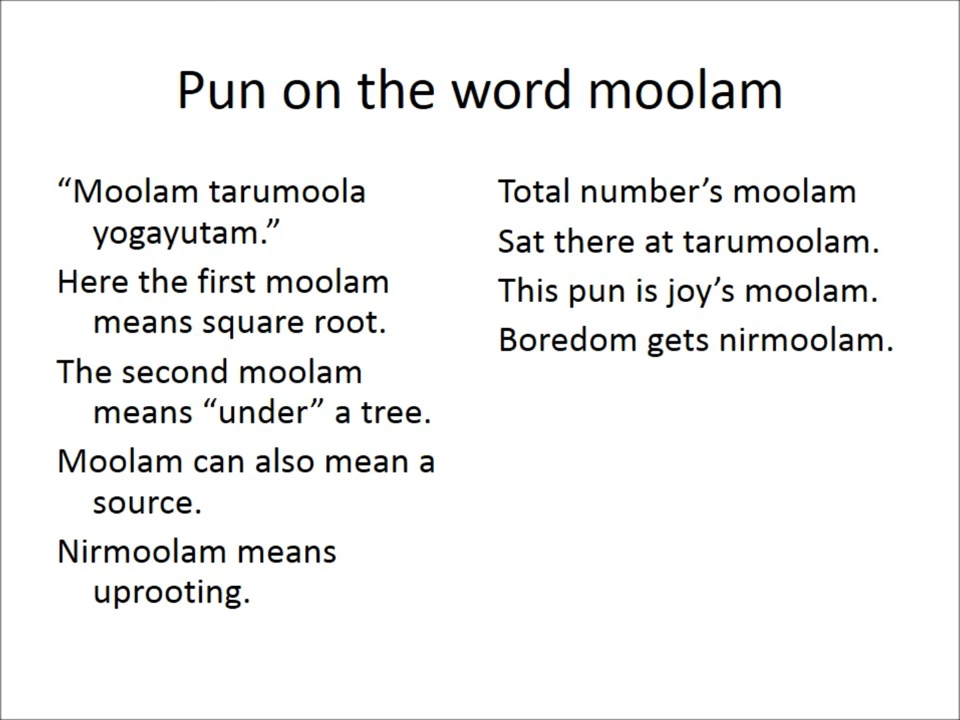 Pun on the word moolam
“Moolam tarumoola
yogayutam.”
Here the first moolam
means square root.
The second moolam
means “under” a tree.
Moolam can also mean a
source.
Nirmoolam means
uprooting.
Total number’s moolam
Sat there at tarumoolam.
This pun is joy’s moolam.
Boredom gets nirmoolam.